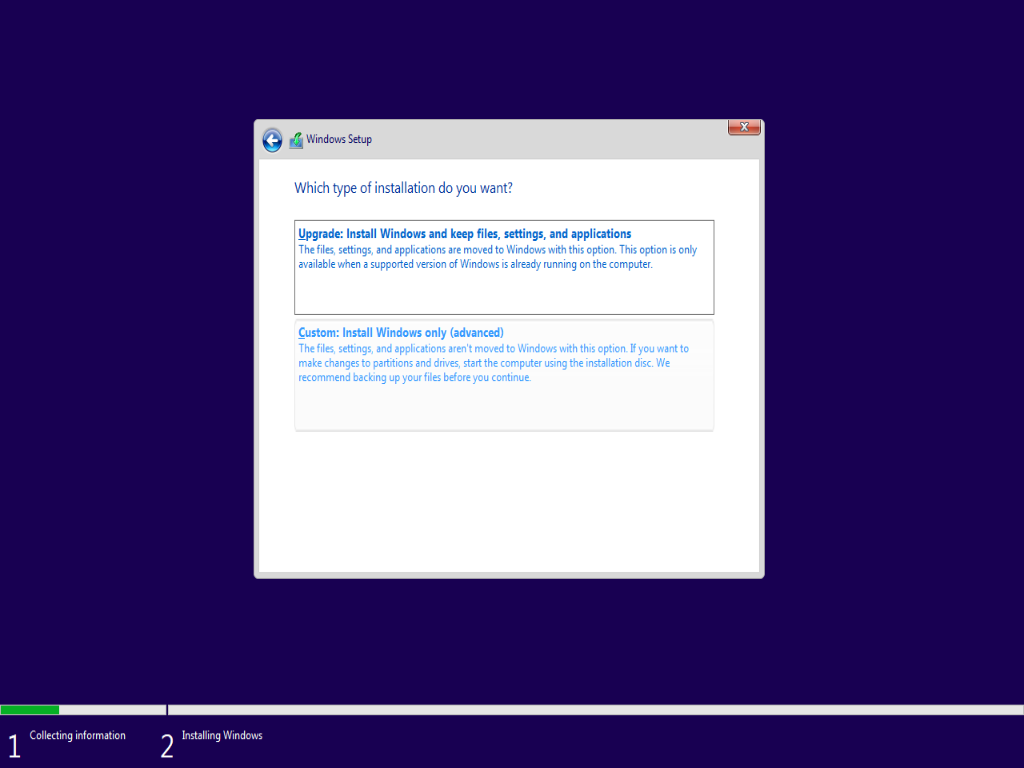 Windows Setup
Which type of installation do you want?
Upgrade: Install Windows and keep files, settings, and applications
The files, settings, and applications are moved to Windows with this option. This option is only
available when a supported version of Windows is already running on the computer.
Custom: Install Windows only (advanced)
The files, settings, and applications aren't moved to Windows with this option. If you want to
make changes to partitions and drives, start the computer using the installation disc. We
recommend backing up your files before you continue.
1 Collecting information
2 Installing Windows